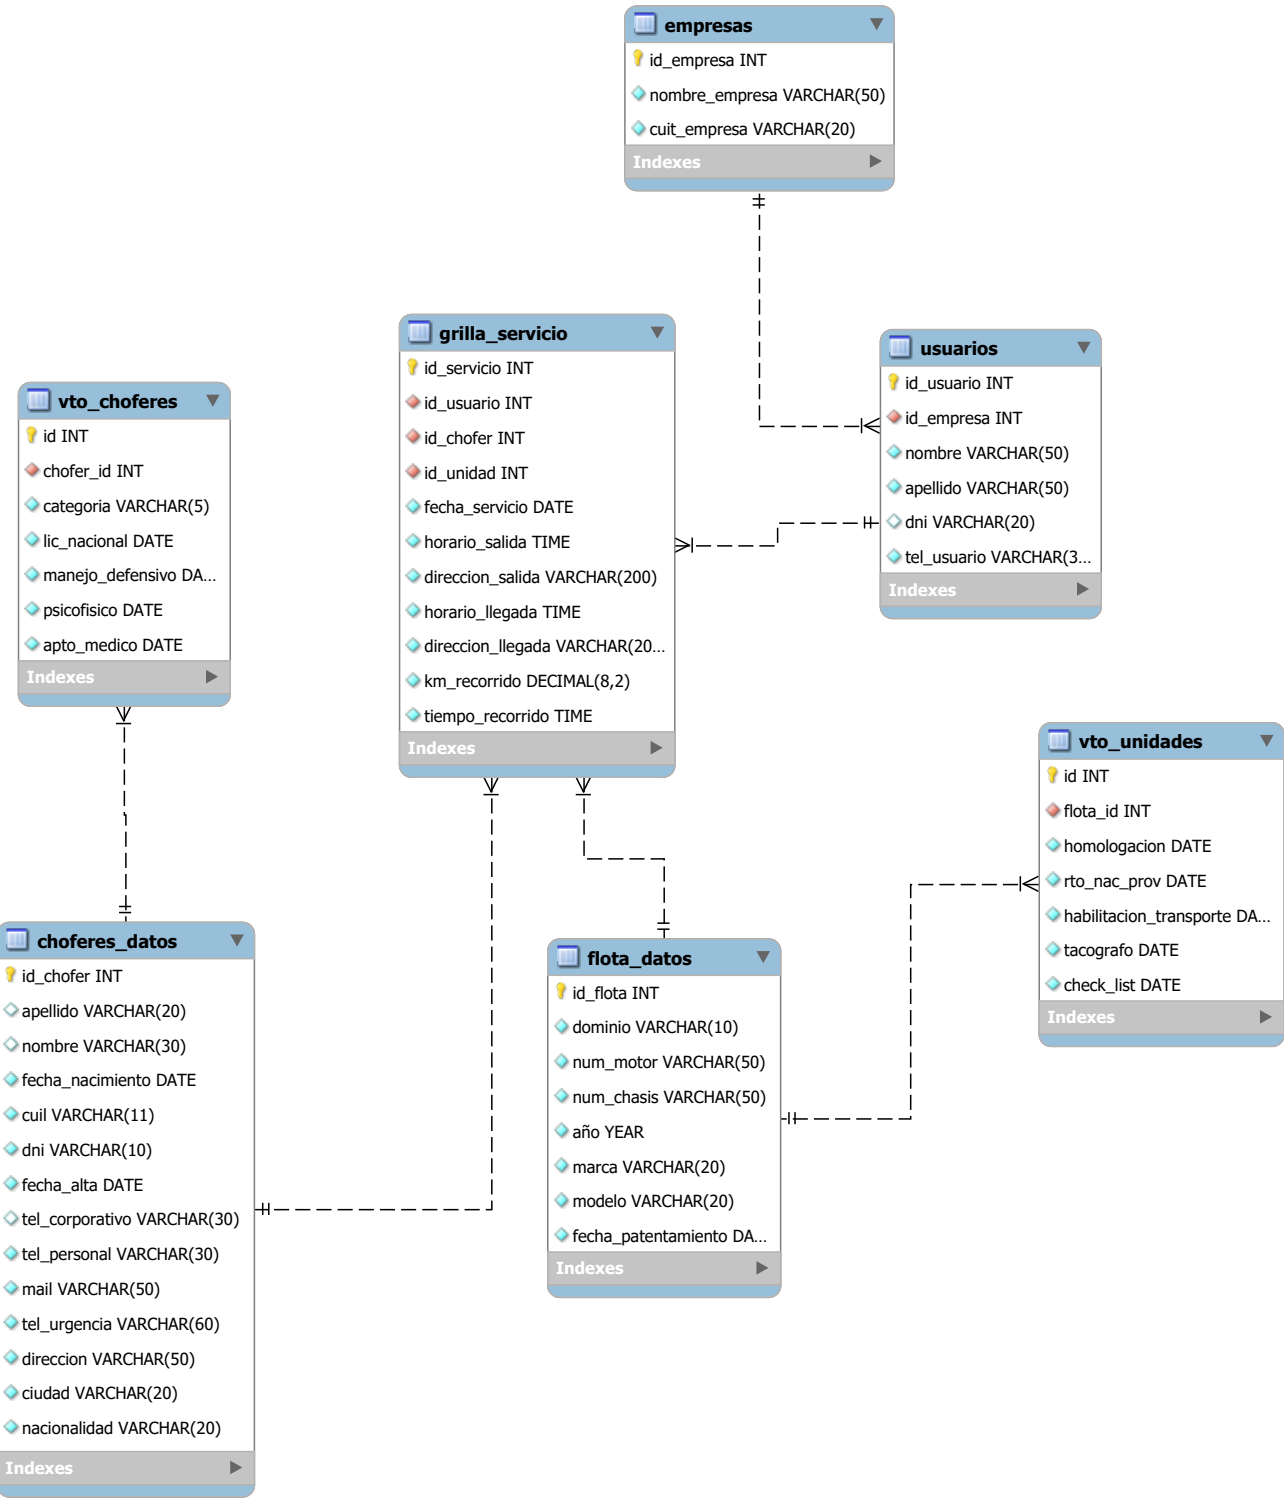 empresas
id_empresa INT
nombre_empresa VARCHAR(50)
cuit_empresa VARCHAR(20)
Indexes
grilla_servicio
id_servicio INT
id_usuario INT
id_chofer INT
id_unidad INT
fecha_servicio DATE
horario_salida TIME
direccion_salida VARCHAR(200)
horario_llegada TIME
direccion_llegada VARCHAR(20...
km_recorrido DECIMAL(8,2)
tiempo_recorrido TIME
Indexes
usuarios
id_usuario INT
id_empresa INT
nombre VARCHAR(50)
apellido VARCHAR(50)
dni VARCHAR(20)
tel_usuario VARCHAR(3...
Indexes
vto_choferes
id INT
chofer_id INT
categoria VARCHAR(5)
lic_nacional DATE
manejo_defensivo DA...
psicofisico DATE
apto_medico DATE
Indexes
vto_unidades
id INT
flota_id INT
homologacion DATE
rto_nac_prov DATE
habilitacion_transporte DA...
tacografo DATE
check_list DATE
Indexes
choferes_datos
id_chofer INT
apellido VARCHAR(20)
nombre VARCHAR(30)
fecha_nacimiento DATE
cuil VARCHAR(11)
dni VARCHAR(10)
fecha_alta DATE
tel_corporativo VARCHAR(30)
tel_personal VARCHAR(30)
mail VARCHAR(50)
tel_urgencia VARCHAR(60)
direccion VARCHAR(50)
ciudad VARCHAR(20)
nacionalidad VARCHAR(20)
Indexes
flota_datos
id_flota INT
dominio VARCHAR(10)
num_motor VARCHAR(50)
num_chasis VARCHAR(50)
año YEAR
marca VARCHAR(20)
modelo VARCHAR(20)
fecha_patentamiento DA...
Indexes